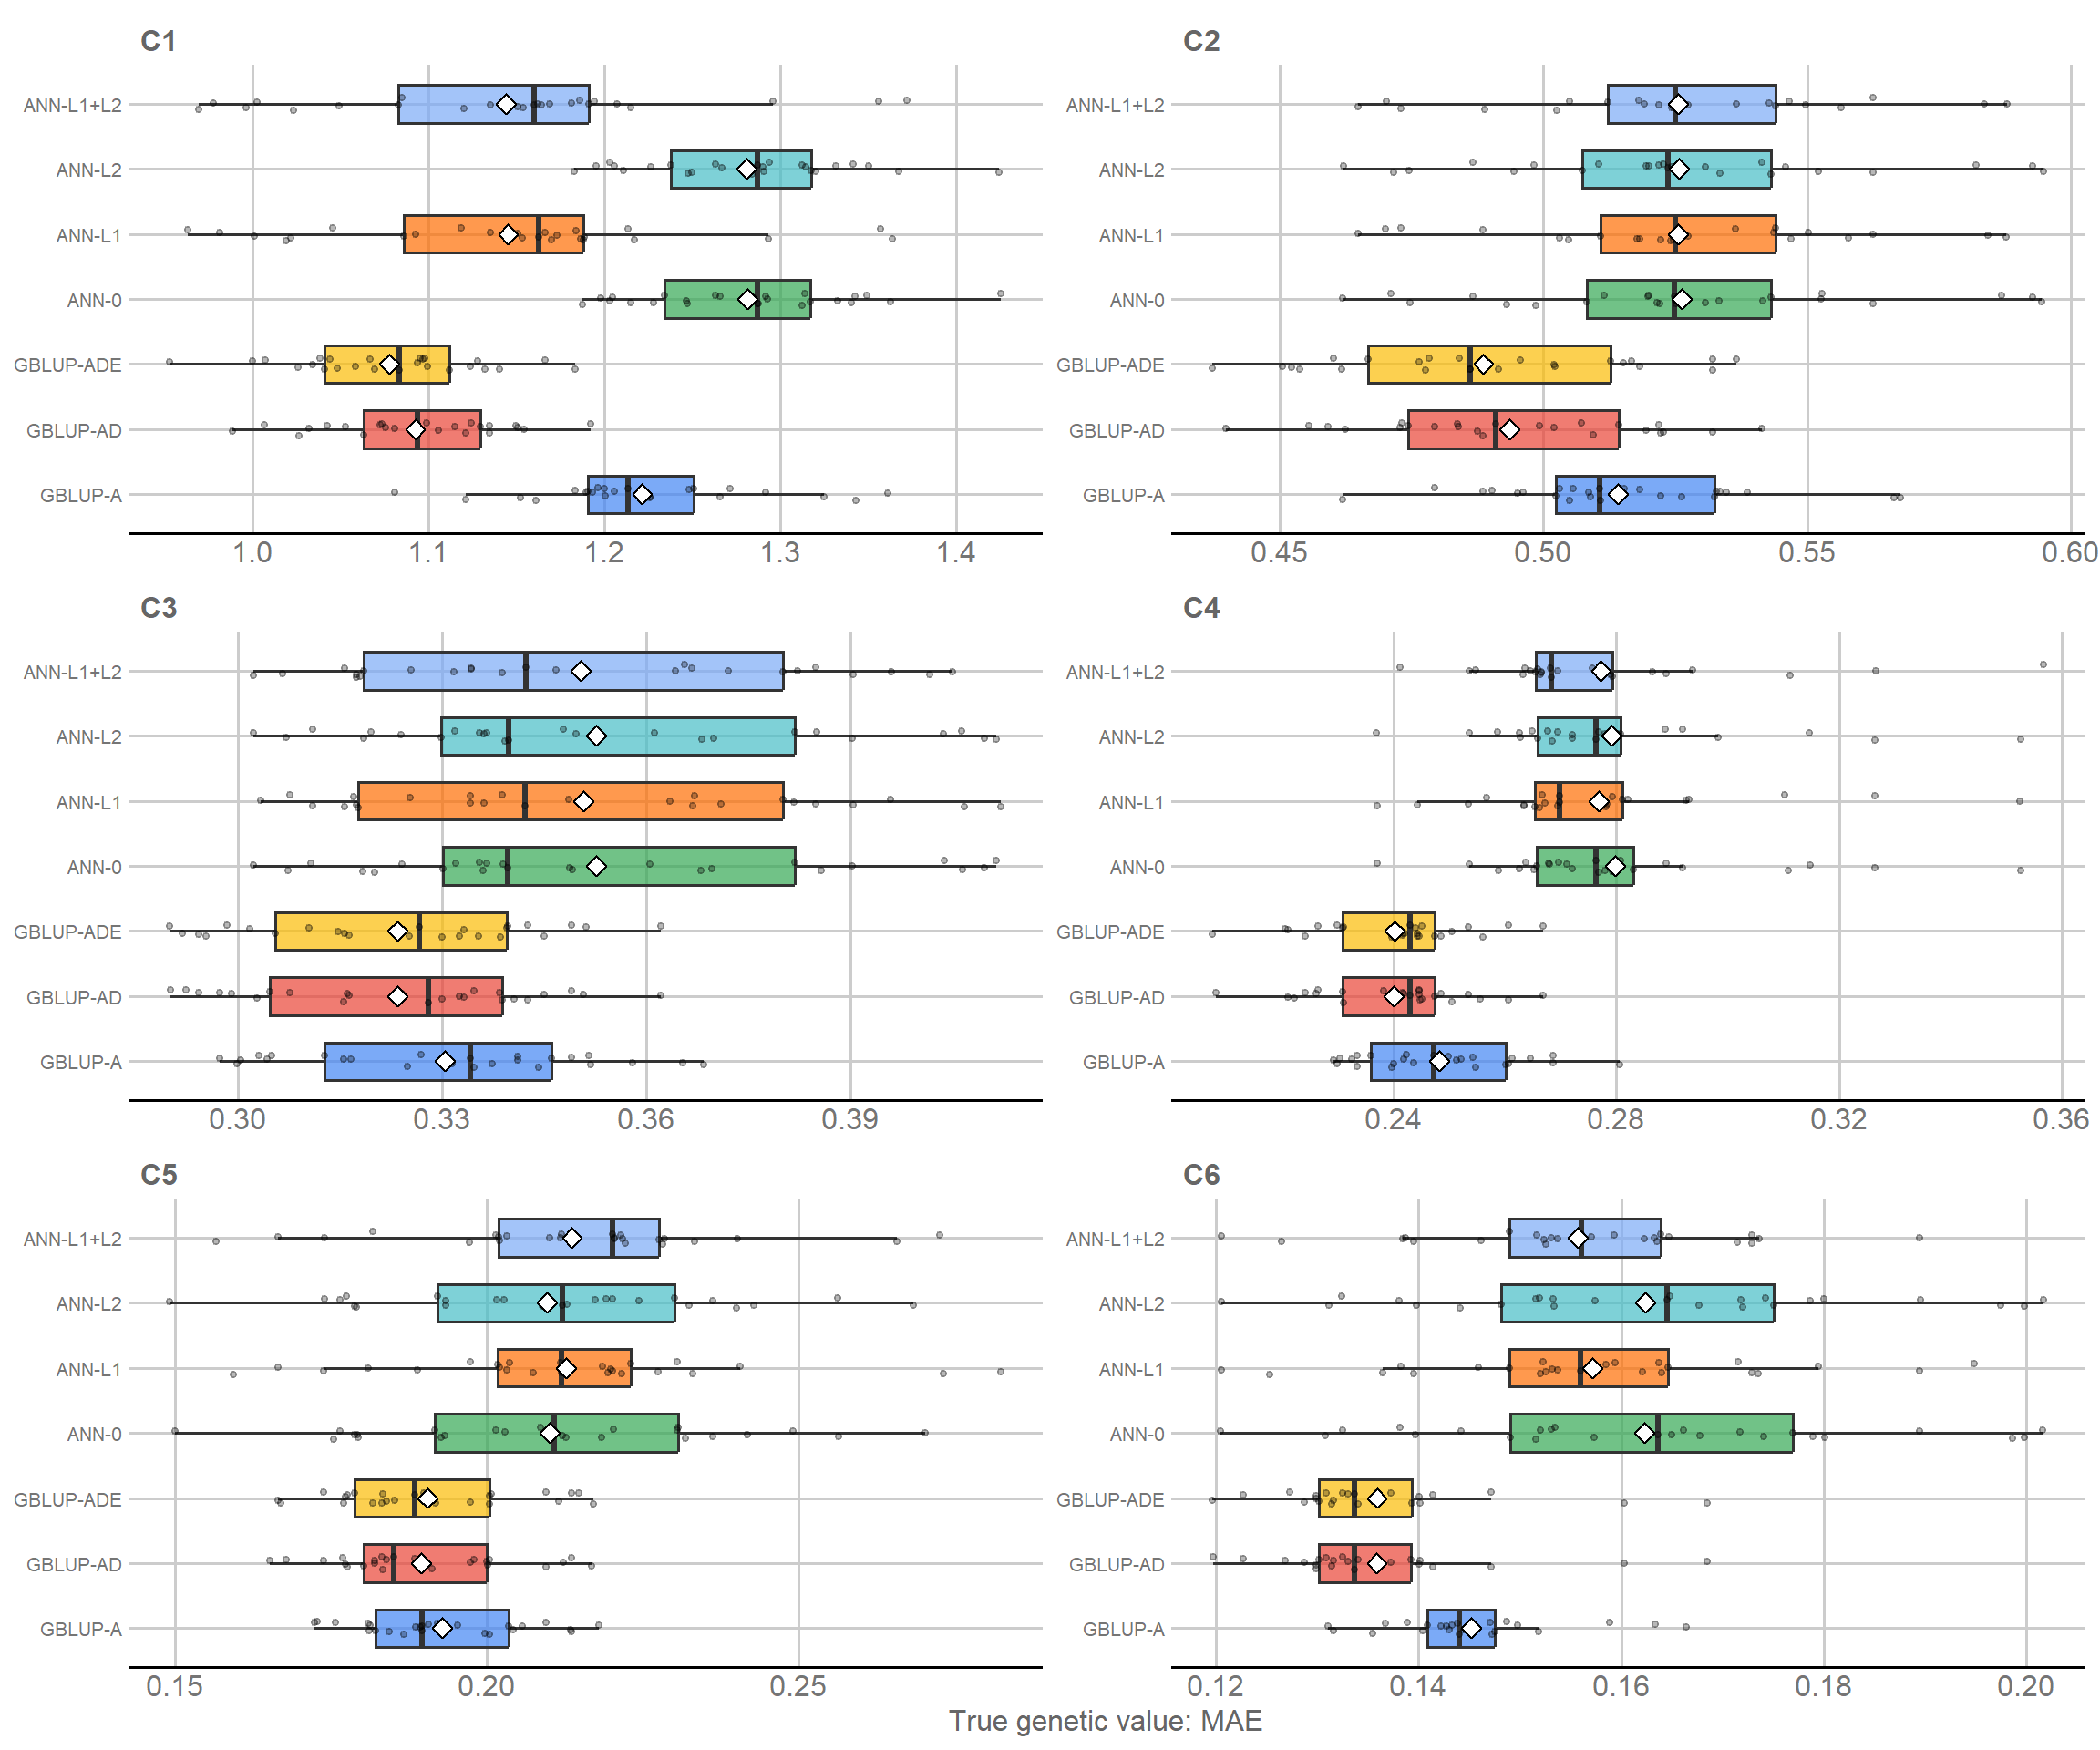 C1
ANN-L1+L2
ANN-L2
ANN-L1
ANN-0
GBLUP-ADE
GBLUP-AD
GBLUP-A
1.0 1.1 1.2 1.3 1.4
C2
ANN-L1+L2
ANN-L2
ANN-L1
ANN-0
GBLUP-ADE
GBLUP-AD
GBLUP-A
0.45 0.50 0.55 0.60
C3
ANN-L1+L2
ANN-L2
ANN-L1
ANN-0
GBLUP-ADE
GBLUP-AD
GBLUP-A
0.30 0.33 0.36 0.39
C4
ANN-L1+L2
ANN-L2
ANN-L1
ANN-0
GBLUP-ADE
GBLUP-AD
GBLUP-A
0.24 0.28 0.32 0.36
C5
ANN-L1+L2
ANN-L2
ANN-L1
ANN-0
GBLUP-ADE
GBLUP-AD
GBLUP-A
0.15 0.20 0.25
C6
ANN-L1+L2
ANN-L2
ANN-L1
ANN-0
GBLUP-ADE
GBLUP-AD
GBLUP-A
0.12 0.14 0.16 0.18 0.20
True genetic value: MAE